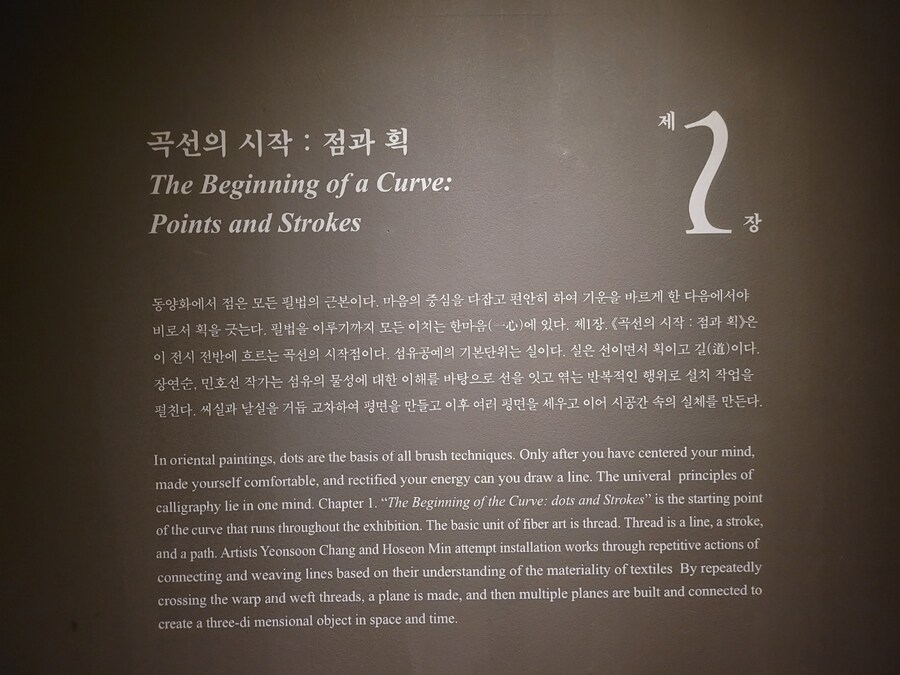 곡선의 시작 : 점과 획
The Beginning of a Curve:
Points and Strokes
제
1
장
동양화에서 점은 모든 필법의 근본이다. 마음의 중심을 다잡고 편안히 하여 기운을 바르게 한 다음에서야
비로서 획을 긋는다. 필법을 이루기까지 모든 이치는 한마음(一心)에 있다. 제1장. 《곡선의 시작 : 점과 획》은
이 전시 전반에 흐르는 곡선의 시작점이다. 섬유공예의 기본단위는 실이다. 실은 선이면서 획이고 길(道)이다.
장연순, 민호선 작가는 섬유의 물성에 대한 이해를 바탕으로 선을 잇고 엮는 반복적인 행위로 설치 작업을
펼친다. 씨실과 날실을 거듭 교차하여 평면을 만들고 이후 여러 평면을 세우고 이어 시공간 속의 실체를 만든다.
In oriental paintings, dots are the basis of all brush techniques. Only after you have centered your mind,
made yourself comfortable, and rectified your energy can you draw a line. The univeral principles of
calligraphy lie in one mind. Chapter 1. “The Beginning of the Curve: dots and Strokes” is the starting point
of the curve that runs throughout the exhibition. The basic unit of fiber art is thread. Thread is a line, a stroke,
and a path. Artists Yeonsoon Chang and Hoseon Min attempt installation works through repetitive actions of
connecting and weaving lines based on their understanding of the materiality of textiles By repeatedly
crossing the warp and weft threads, a plane is made, and then multiple planes are built and connected to
create a three-di mensional object in space and time.